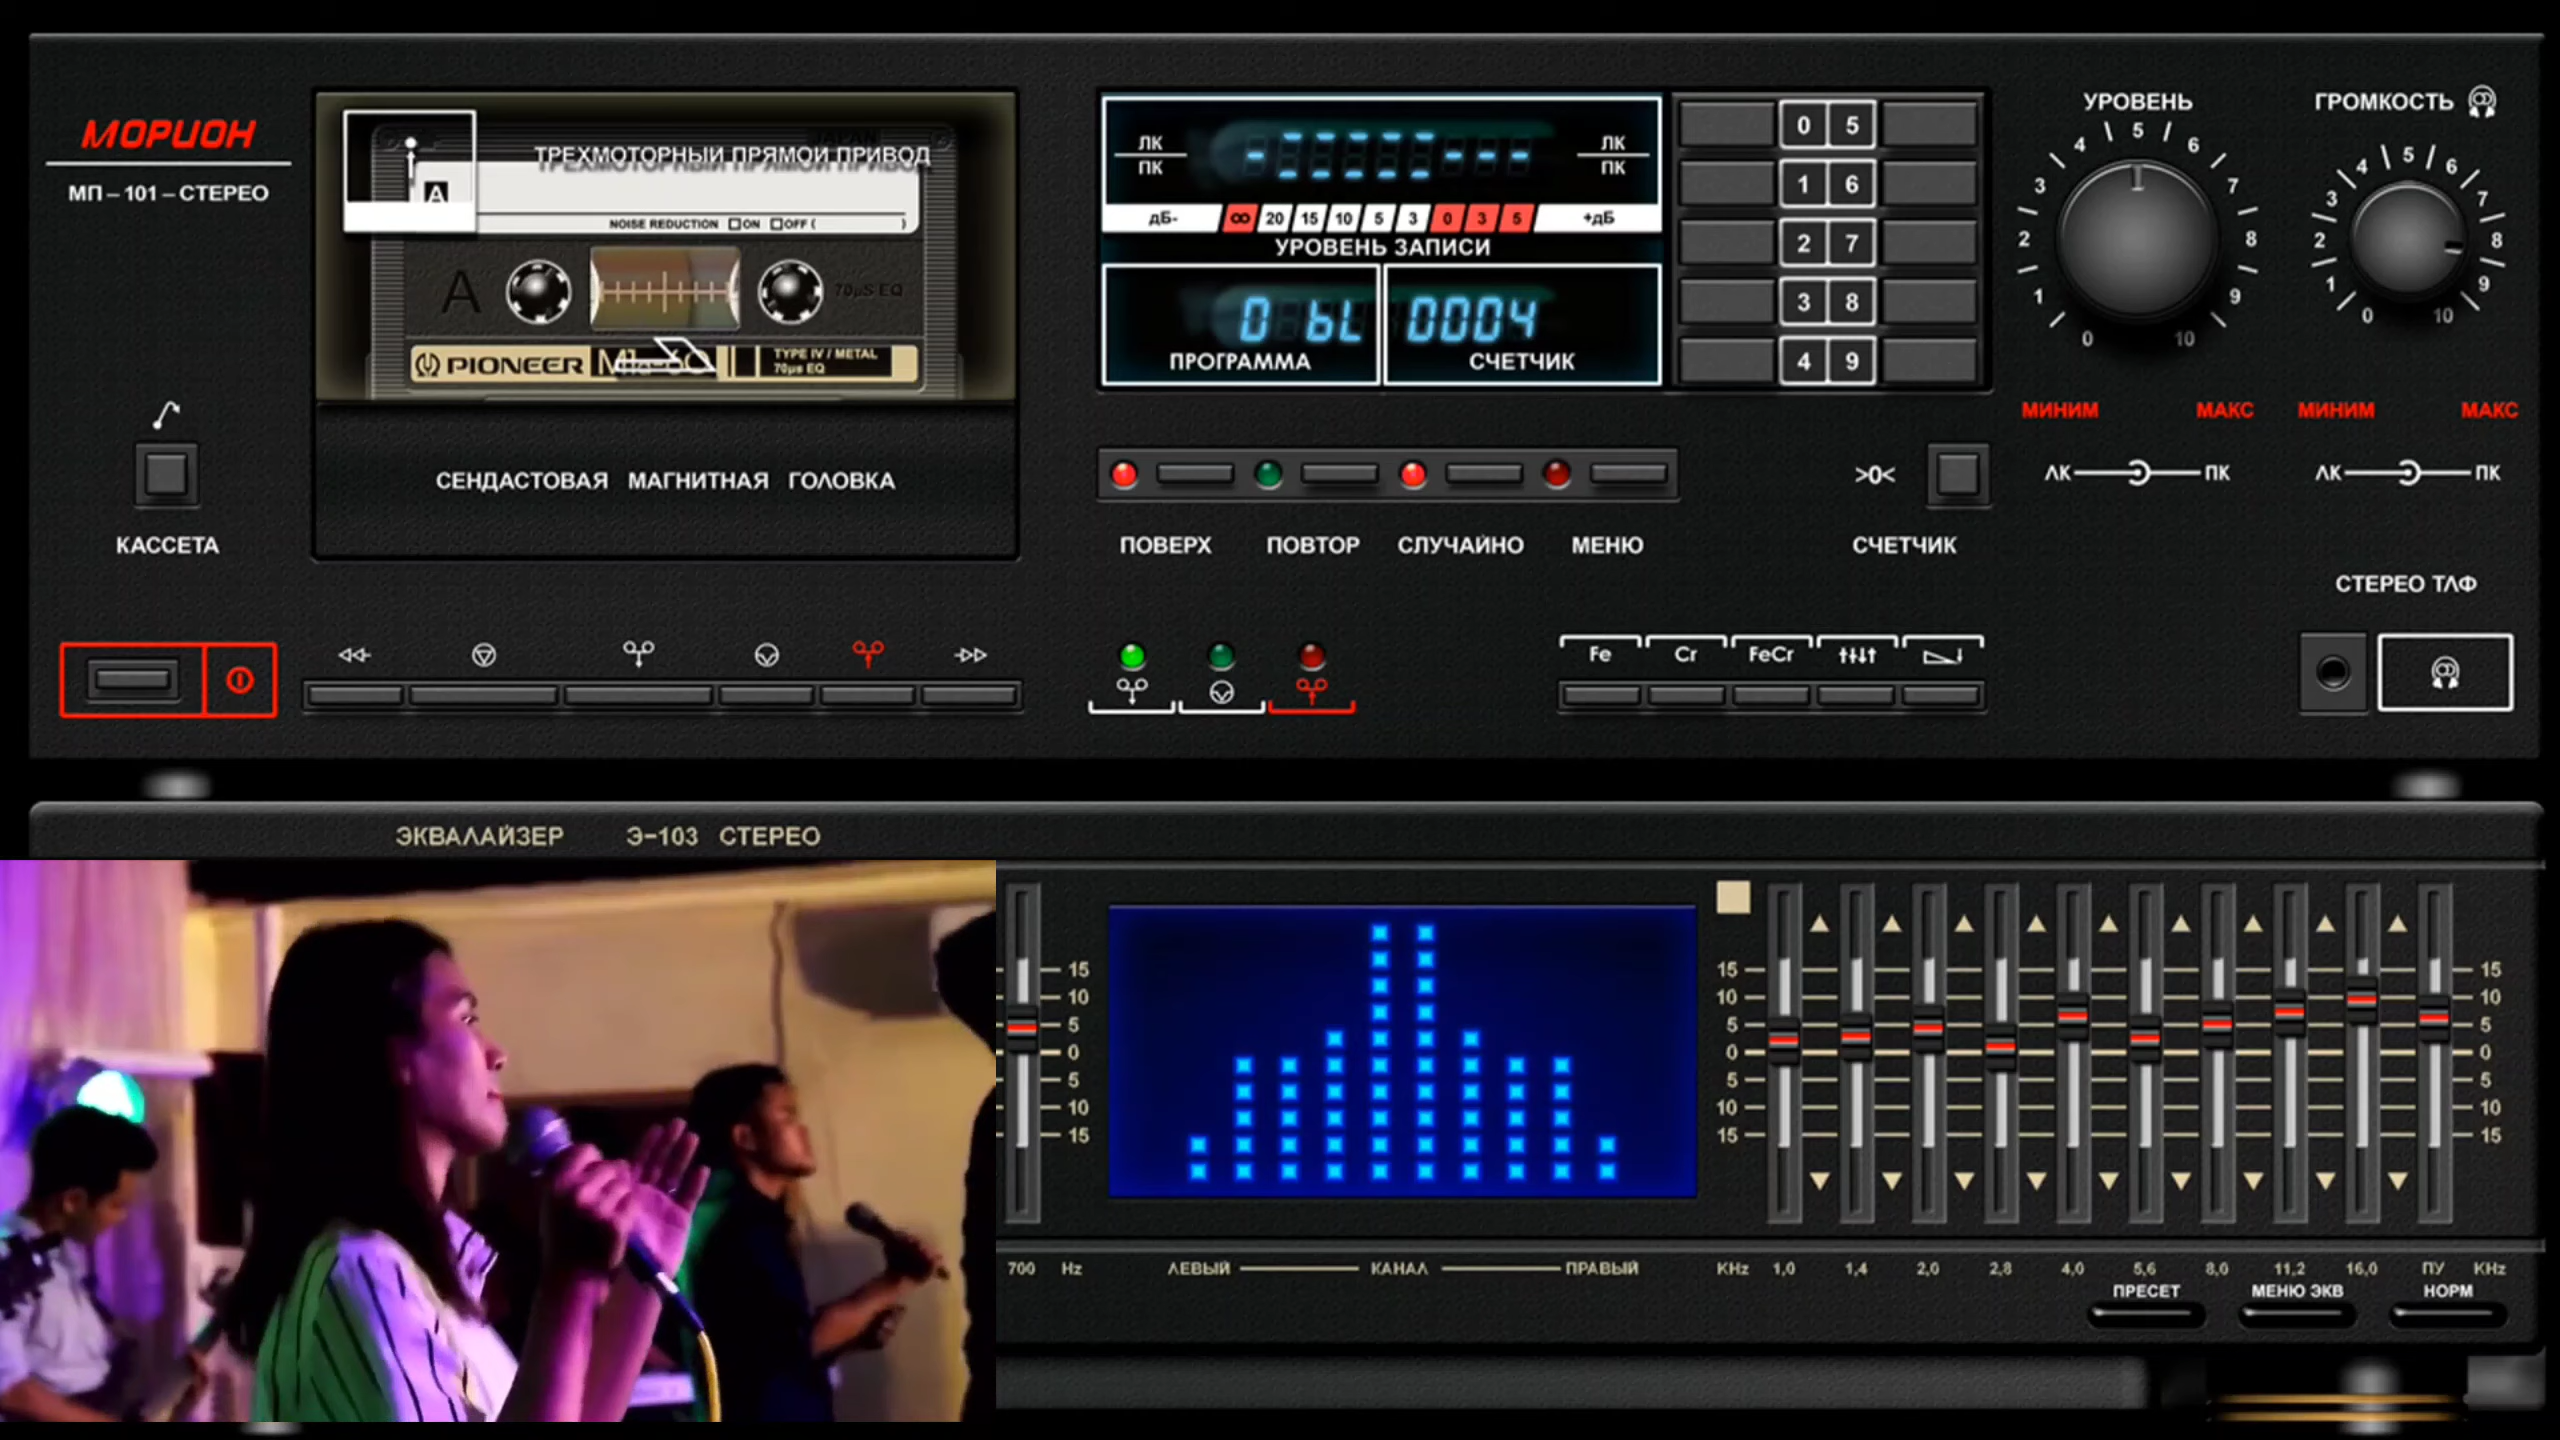 МОРИОН
МП–101–СТЕРЕО
КАССЕТА
ТРЕХМОТОРНЫЙ ПРЯМОЙ ПРИВОД
A
NOISE REDUCTION ☐ON ☐OFF ( )
A
70µS EQ
PIONEER
TYPE IV / METAL
70µs EQ
СЕНДАСТОВАЯ МАГНИТНАЯ ГОЛОВКА
ЛК
ПК
ЛК
ПК
дБ- ∞ 20 15 10 5 3 0 3 5 +дБ
УРОВЕНЬ ЗАПИСИ
0 bL 0004
ПРОГРАММА СЧЕТЧИК
0 5
1 6
2 7
3 8
4 9
УРОВЕНЬ
0 1 2 3 4 5 6 7 8 9 10
МИНИМ МАКС
ЛК ПК
ГРОМКОСТЬ
0 1 2 3 4 5 6 7 8 9 10
МИНИМ МАКС
ЛК ПК
ПОВЕРХ ПОВТОР СЛУЧАЙНО МЕНЮ
>0<
СЧЕТЧИК
СТЕРЕО ТЛФ
Fe Cr FeCr
ЭКВАЛАЙЗЕР Э–103 СТЕРЕО
15
10
5
0
5
10
15
15 15
10 10
5 5
0 0
5 5
10 10
15 15
700 Hz
ЛЕВЫЙ КАНАЛ ПРАВЫЙ
KHz 1,0 1,4 2,0 2,8 4,0 5,6 8,0 11,2 16,0 ПУ KHz
ПРЕСЕТ МЕНЮ ЭКВ НОРМ